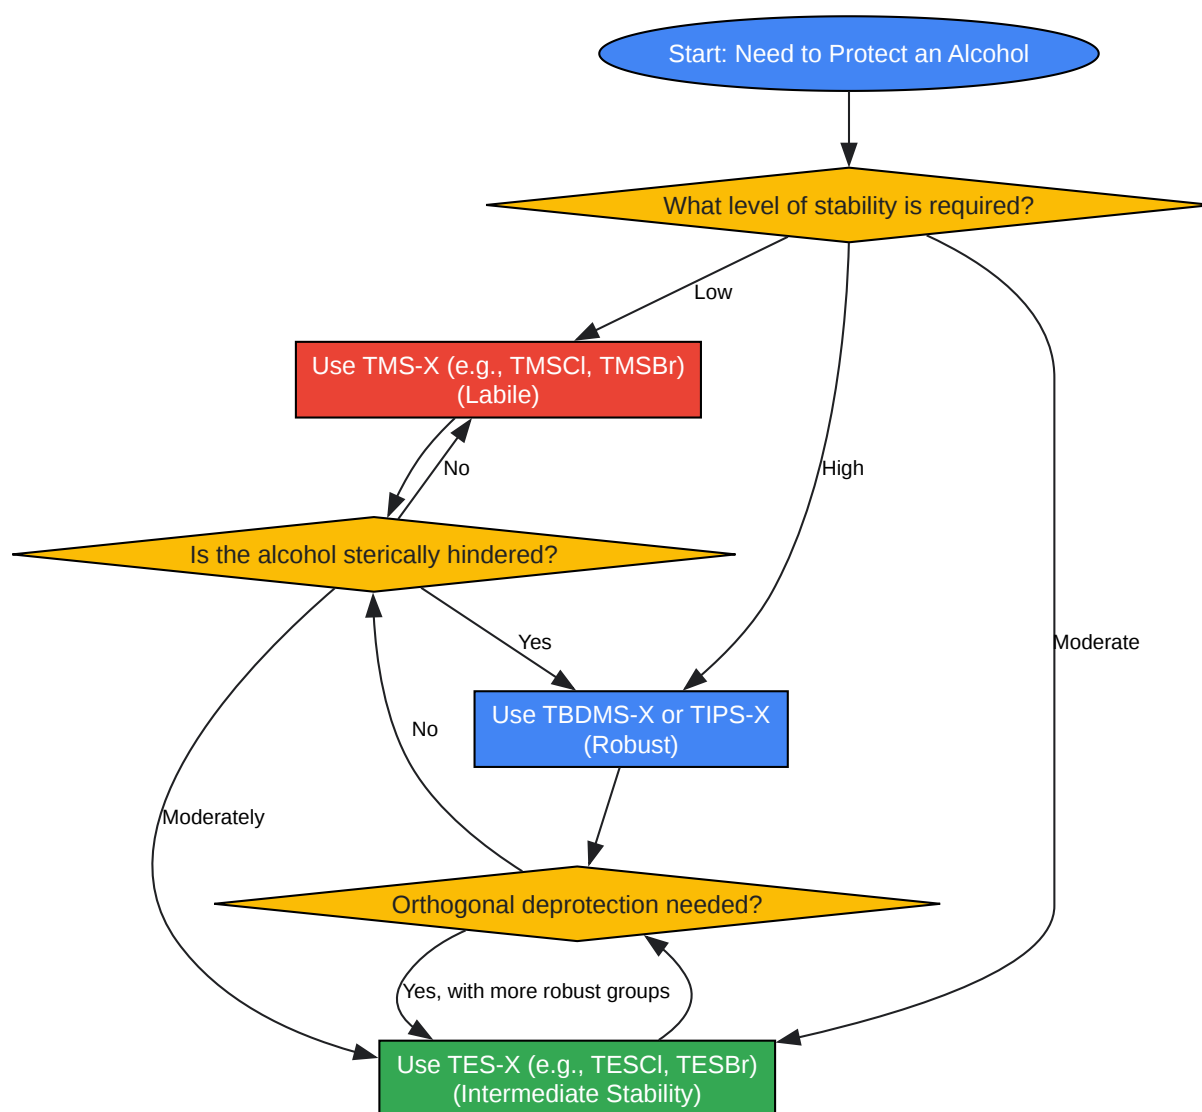 Start: Need to Protect an Alcohol
What level of stability is required?
Low
Use TMS-X (e.g., TMSCl, TMSBr)
(Labile)
No
High
Is the alcohol sterically hindered?
Yes
Moderate
Use TBDMS-X or TIPS-X
(Robust)
No
Moderately
Orthogonal deprotection needed?
Yes, with more robust groups
Use TES-X (e.g., TESCl, TESBr)
(Intermediate Stability)